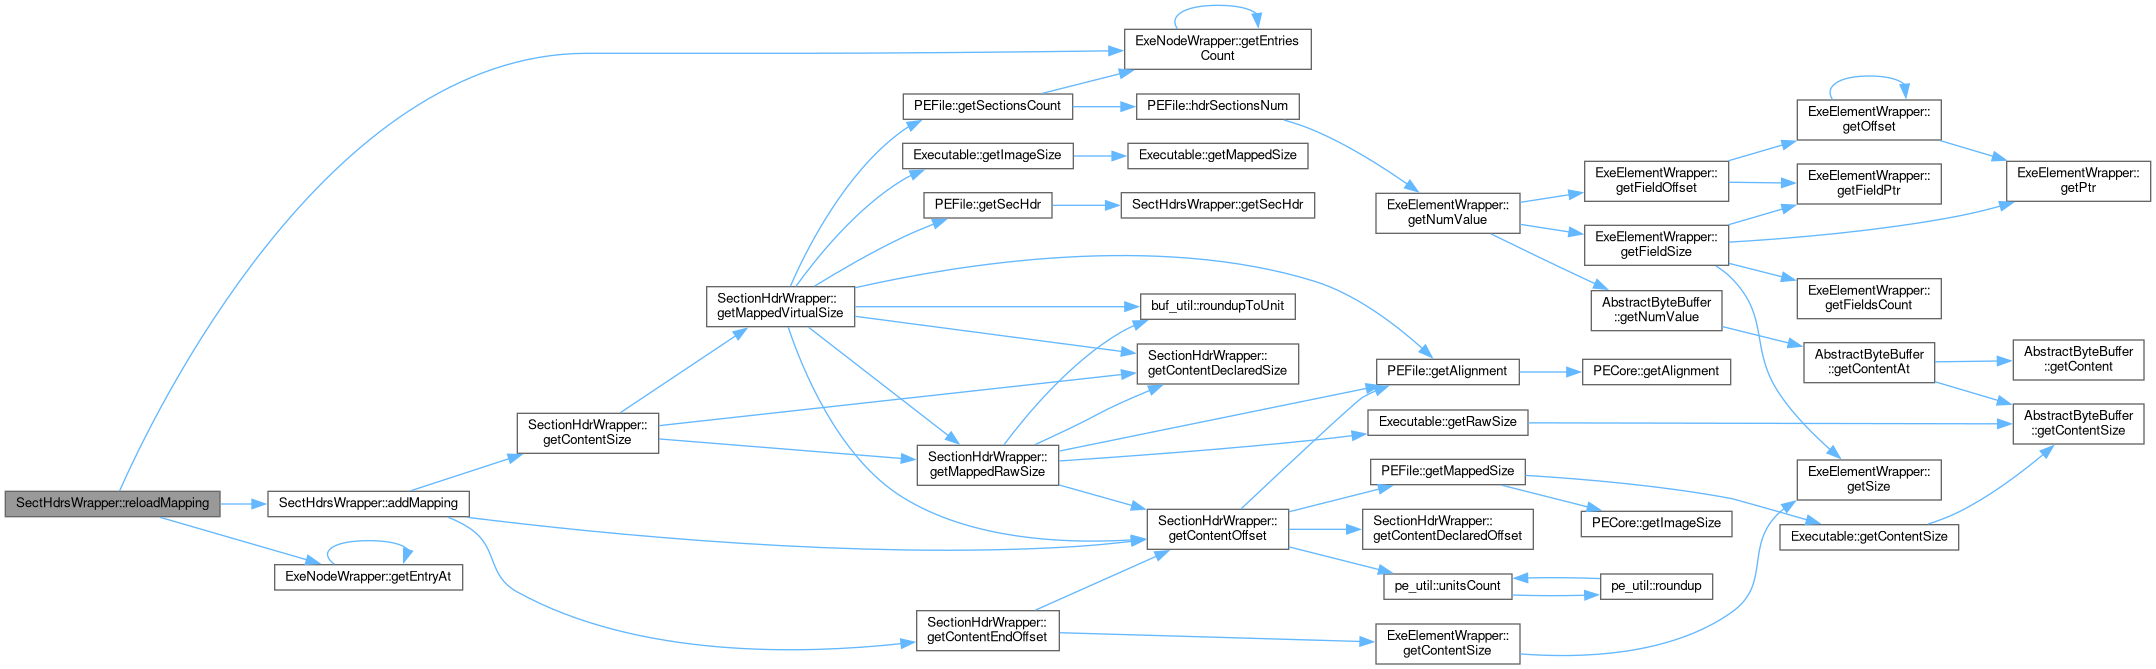 SectHdrsWrapper::reloadMapping
SectHdrsWrapper::addMapping
ExeNodeWrapper::getEntryAt
SectionHdrWrapper::
getContentSize
SectionHdrWrapper::
getMappedVirtualSize
PEFile::getSectionsCount
Executable::getImageSize
PEFile::getSecHdr
SectionHdrWrapper::
getMappedRawSize
SectionHdrWrapper::
getContentEndOffset
ExeNodeWrapper::getEntries
Count
PEFile::hdrSectionsNum
Executable::getMappedSize
SectHdrsWrapper::getSecHdr
buf_util::roundupToUnit
SectionHdrWrapper::
getContentDeclaredSize
SectionHdrWrapper::
getContentOffset
ExeElementWrapper::
getNumValue
PEFile::getAlignment
Executable::getRawSize
PEFile::getMappedSize
SectionHdrWrapper::
getContentDeclaredOffset
pe_util::unitsCount
ExeElementWrapper::
getContentSize
ExeElementWrapper::
getFieldOffset
ExeElementWrapper::
getFieldSize
AbstractByteBuffer
::getNumValue
PECore::getAlignment
PECore::getImageSize
pe_util::roundup
ExeElementWrapper::
getOffset
ExeElementWrapper::
getFieldPtr
ExeElementWrapper::
getFieldsCount
AbstractByteBuffer
::getContentAt
ExeElementWrapper::
getSize
Executable::getContentSize
ExeElementWrapper::
getPtr
AbstractByteBuffer
::getContent
AbstractByteBuffer
::getContentSize